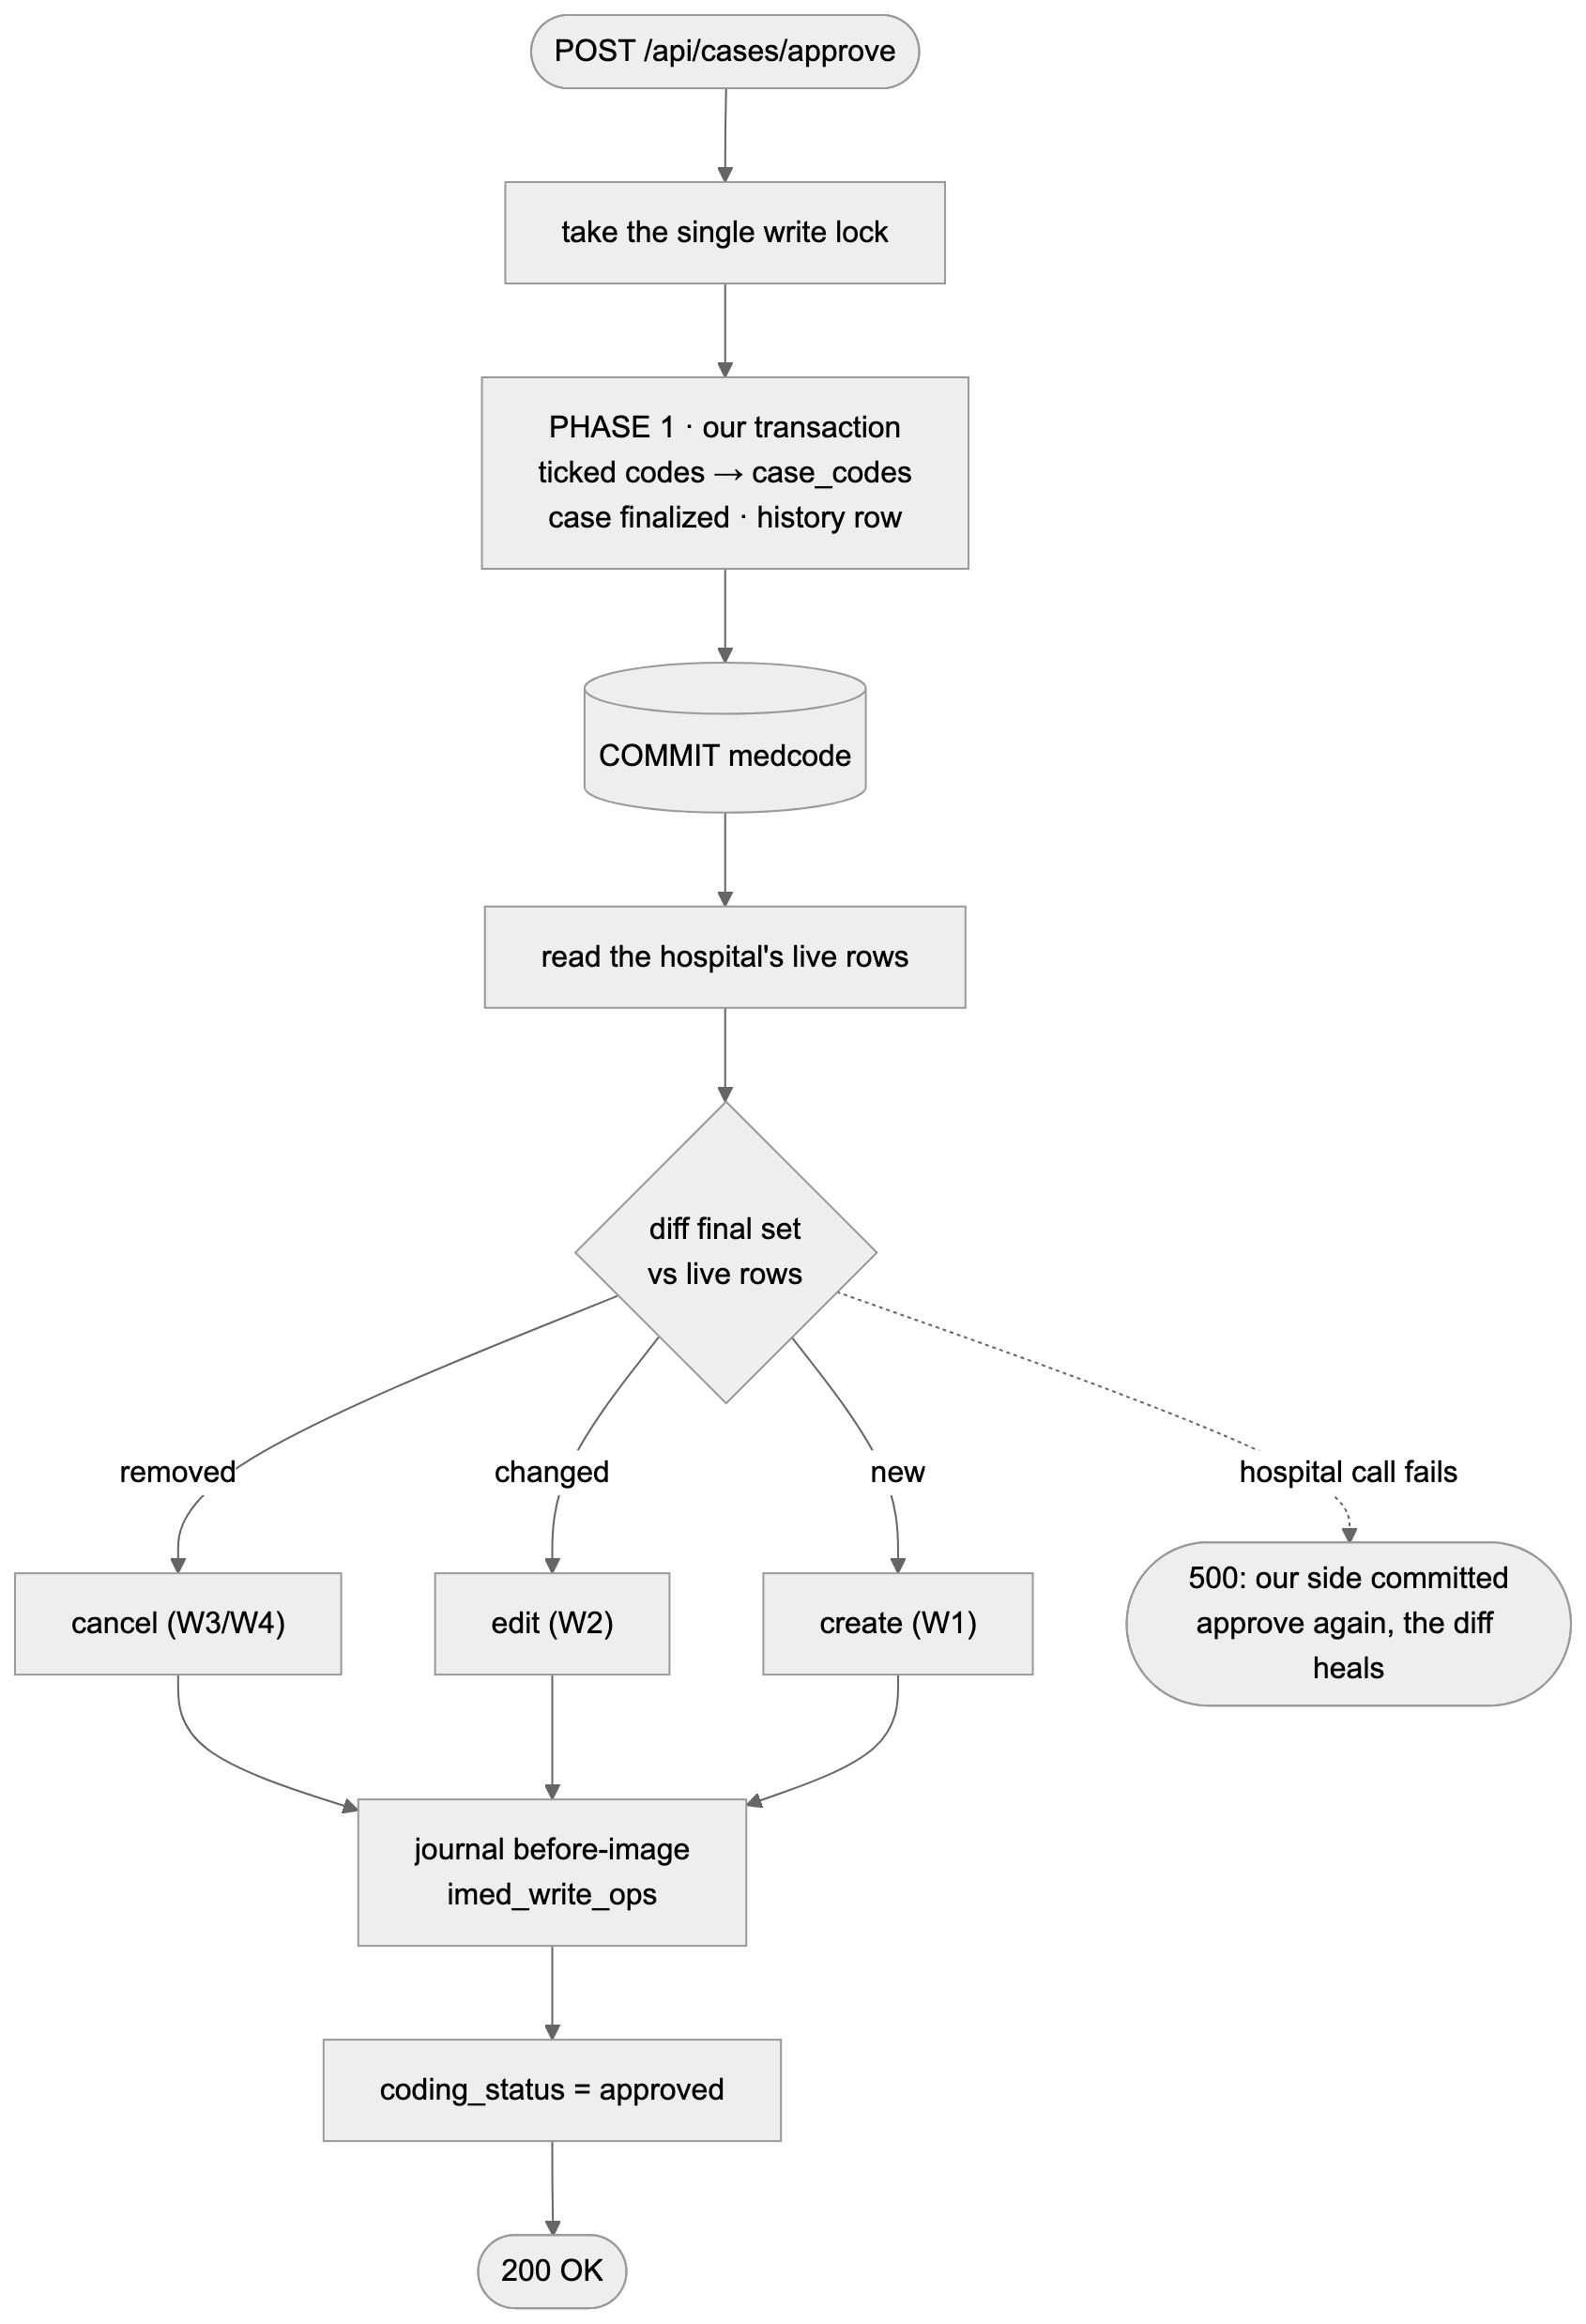 POST /api/cases/approve
take the single write lock
PHASE 1 · our transaction
ticked codes → case_codes
case finalized · history row
COMMIT medcode
read the hospital's live rows
diff final set
vs live rows
removed
changed
new
hospital call fails
cancel (W3/W4)
edit (W2)
create (W1)
500: our side committed
approve again, the diff
heals
journal before-image
imed_write_ops
coding_status = approved
200 OK